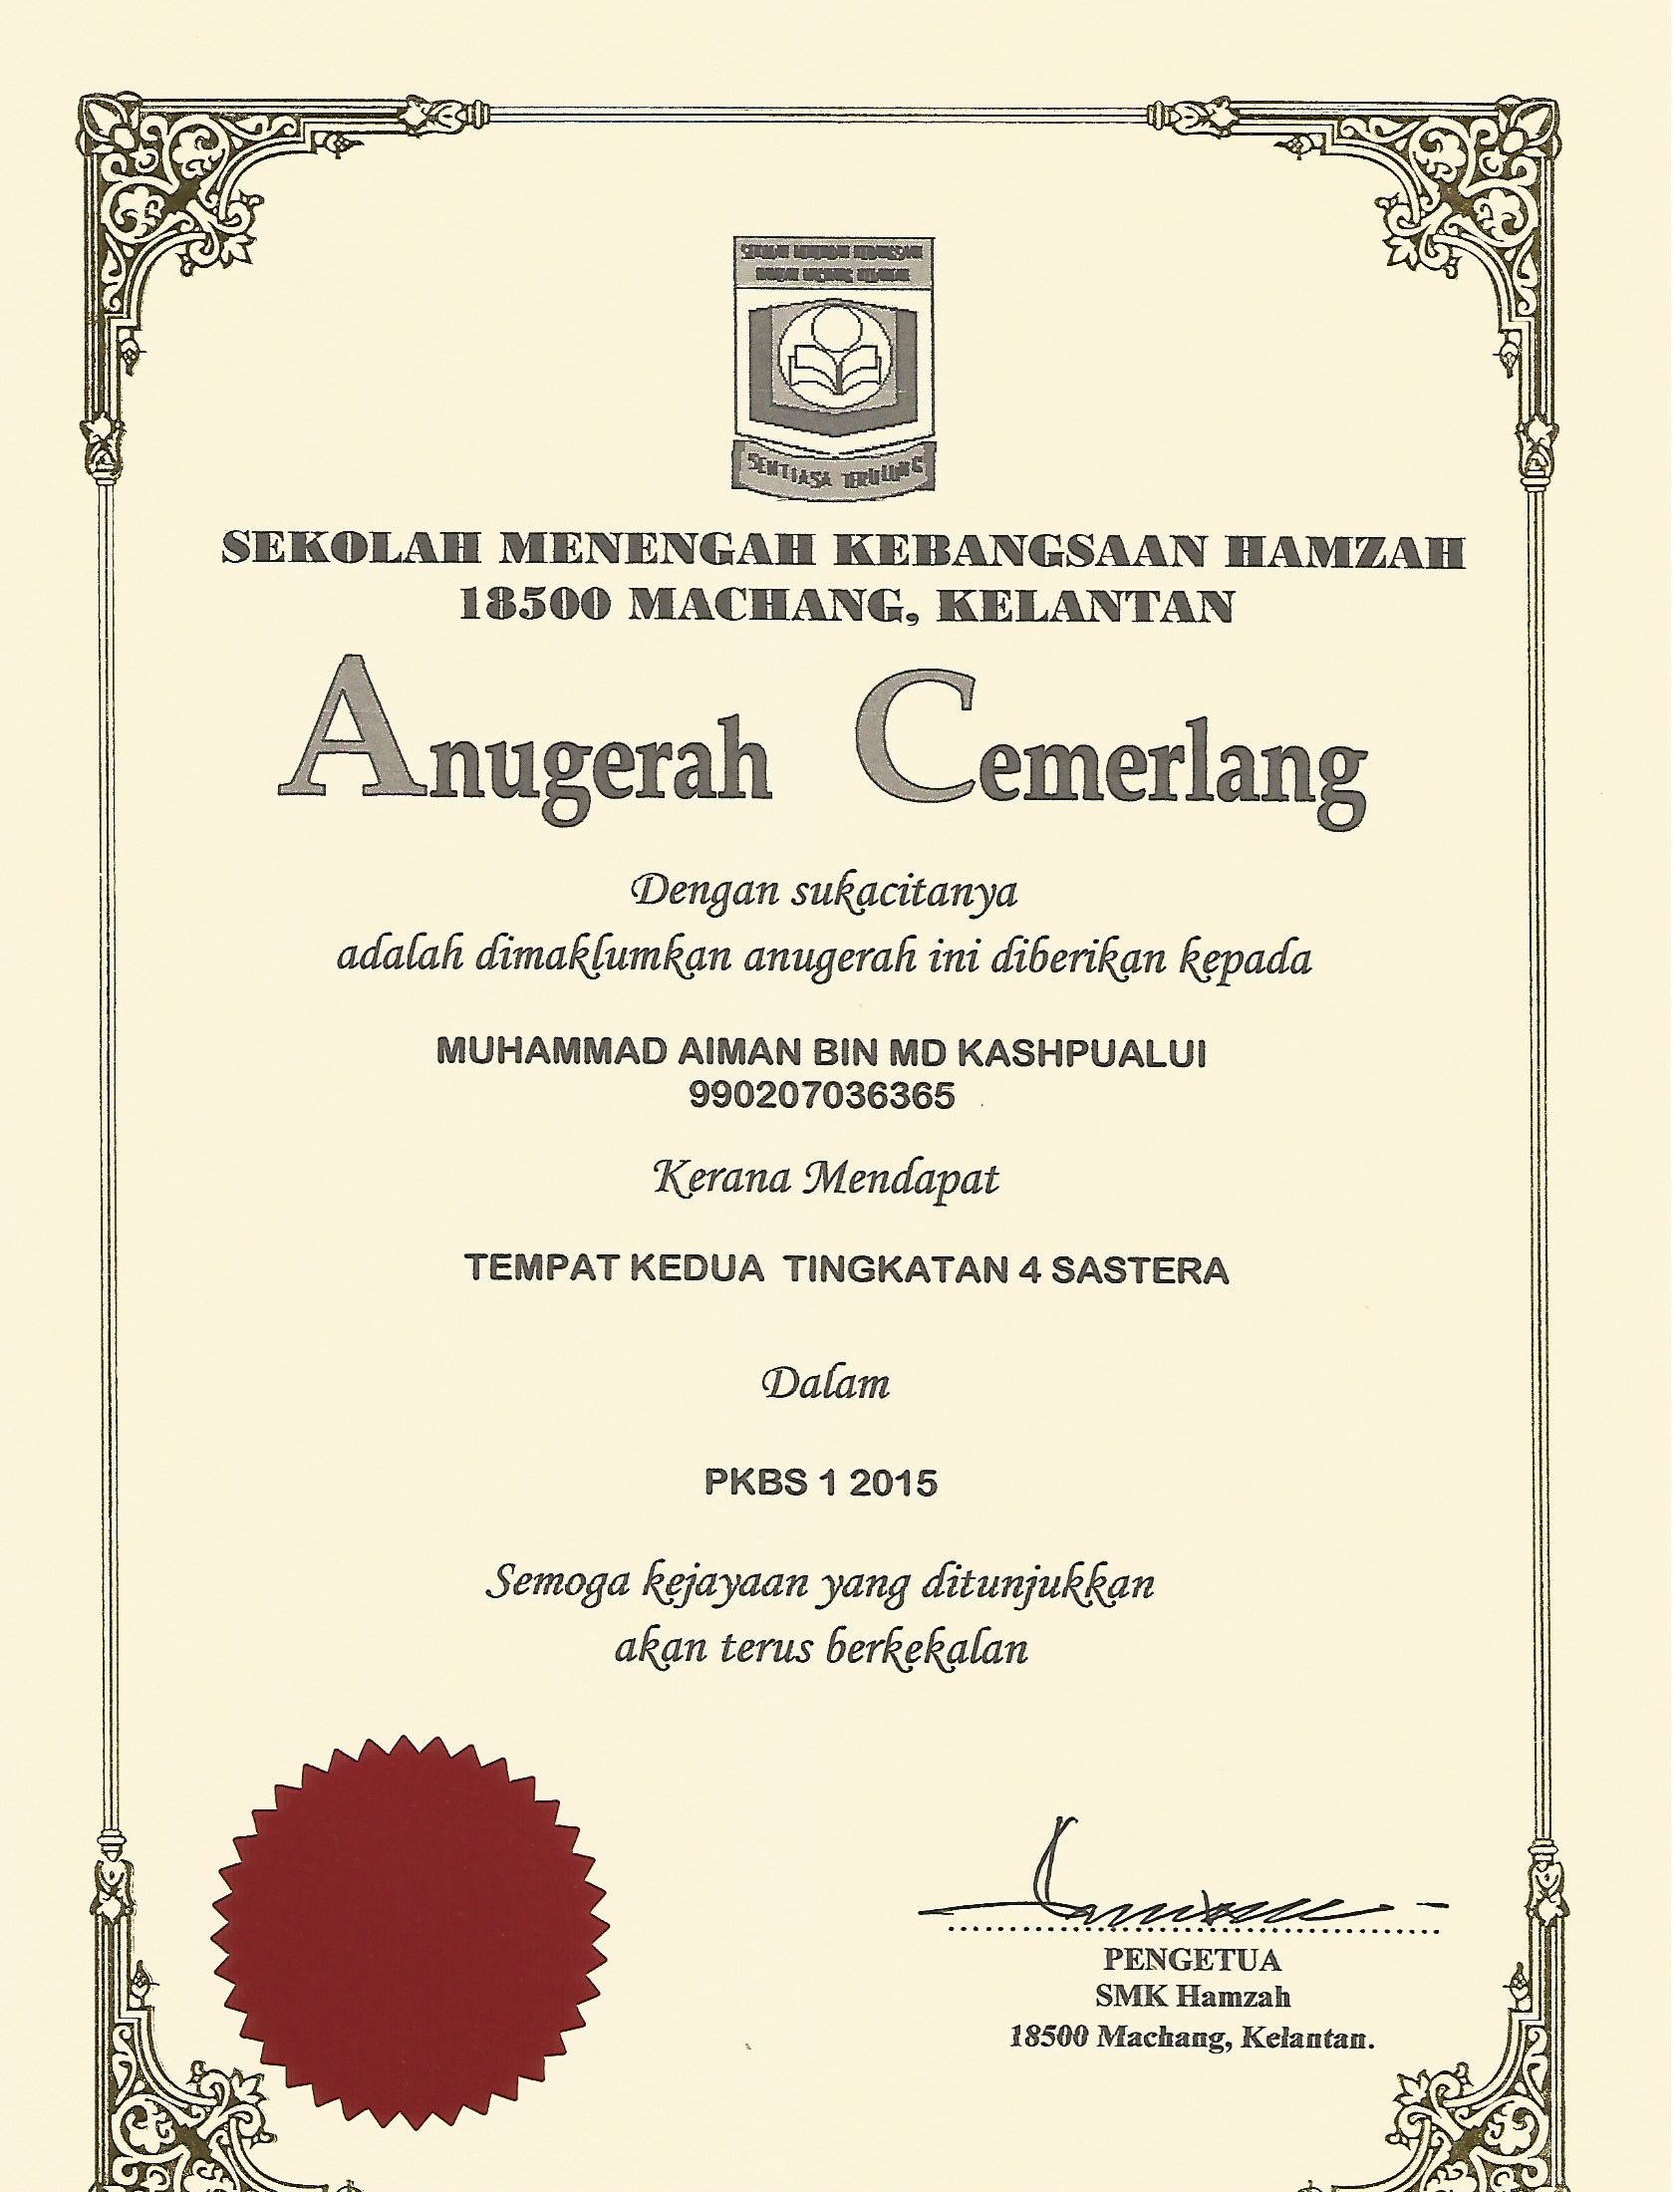 SENTIASA TERULUNG
SEKOLAH MENENGAH KEBANGSAAN HAMZAH
18500 MACHANG, KELANTAN
Anugerah Cemerlang
Dengan sukacitanya
adalah dimaklumkan anugerah ini diberikan kepada
MUHAMMAD AIMAN BIN MD KASHPUALUI
990207036365
Kerana Mendapat
TEMPAT KEDUA TINGKATAN 4 SASTERA
Dalam
PKBS 1 2015
Semoga kejayaan yang ditunjukkan
akan terus berkekalan
PENGETUA
SMK Hamzah
18500 Machang, Kelantan.